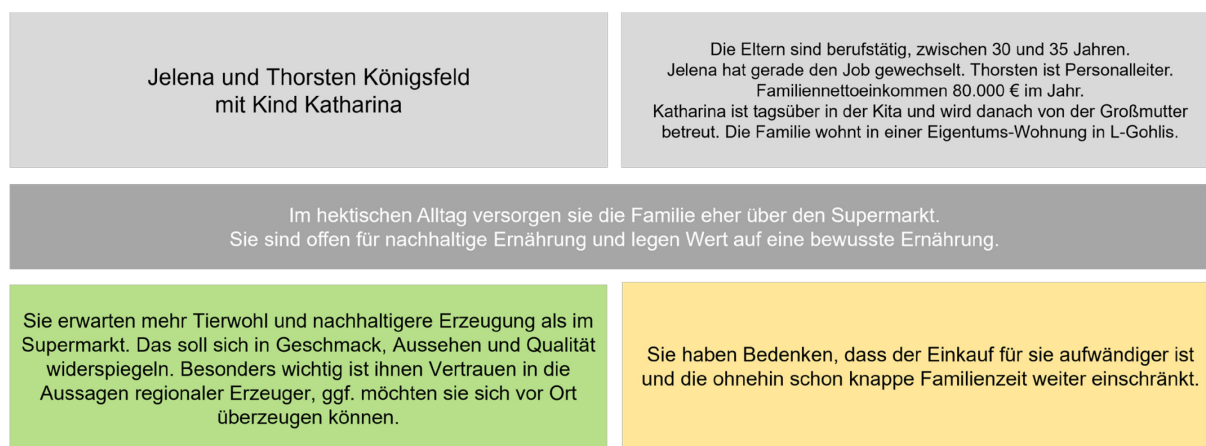 Jelena und Thorsten Königsfeld
mit Kind Katharina
Die Eltern sind berufstätig, zwischen 30 und 35 Jahren.
Jelena hat gerade den Job gewechselt. Thorsten ist Personalleiter.
Familiennettoeinkommen 80.000 € im Jahr.
Katharina ist tagsüber in der Kita und wird danach von der Großmutter
betreut. Die Familie wohnt in einer Eigentums-Wohnung in L-Gohlis.
Im hektischen Alltag versorgen sie die Familie eher über den Supermarkt.
Sie sind offen für nachhaltige Ernährung und legen Wert auf eine bewusste Ernährung.
Sie erwarten mehr Tierwohl und nachhaltigere Erzeugung als im
Supermarkt. Das soll sich in Geschmack, Aussehen und Qualität
widerspiegeln. Besonders wichtig ist ihnen Vertrauen in die
Aussagen regionaler Erzeuger, ggf. möchten sie sich vor Ort
überzeugen können.
Sie haben Bedenken, dass der Einkauf für sie aufwändiger ist
und die ohnehin schon knappe Familienzeit weiter einschränkt.